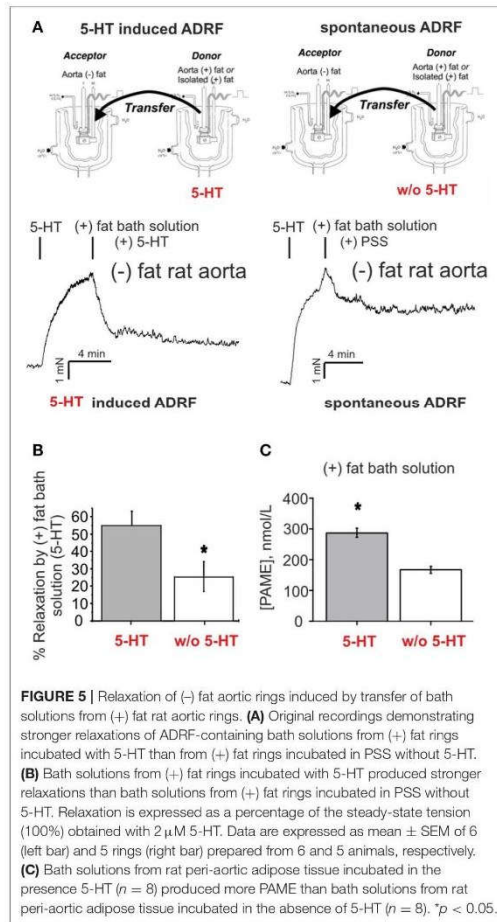 A
5-HT induced ADRF
spontaneous ADRF
Acceptor
Donor
Acceptor
Donor
Aorta (-) fat
Aorta (+) fat or
Isolated (+) fat
Aorta (-) fat
Aorta (+) fat or
Isolated (+) fat
Transfer
Transfer
5-HT
w/o 5-HT
5-HT (+) fat bath solution
(+) 5-HT
5-HT (+) fat bath solution
(+) PSS
(-) fat rat aorta
(-) fat rat aorta
4 min
1 mN
4 min
1 mN
5-HT induced ADRF
spontaneous ADRF
B
C
(+) fat bath solution
% Relaxation by (+) fat bath
solution (5-HT)
60
50
40
30
20
10
0
*
5-HT
w/o 5-HT
[PAME], nmol/L
400
300
200
100
0
*
5-HT
w/o 5-HT
FIGURE 5 | Relaxation of (–) fat aortic rings induced by transfer of bath
solutions from (+) fat rat aortic rings. (A) Original recordings demonstrating
stronger relaxations of ADRF-containing bath solutions from (+) fat rings
incubated with 5-HT than from (+) fat rings incubated in PSS without 5-HT.
(B) Bath solutions from (+) fat rings incubated with 5-HT produced stronger
relaxations than bath solutions from (+) fat rings incubated in PSS without
5-HT. Relaxation is expressed as a percentage of the steady-state tension
(100%) obtained with 2 μM 5-HT. Data are expressed as mean ± SEM of 6
(left bar) and 5 rings (right bar) prepared from 6 and 5 animals, respectively.
(C) Bath solutions from rat peri-aortic adipose tissue incubated in the
presence 5-HT (n = 8) produced more PAME than bath solutions from rat
peri-aortic adipose tissue incubated in the absence of 5-HT (n = 8). *p < 0.05.